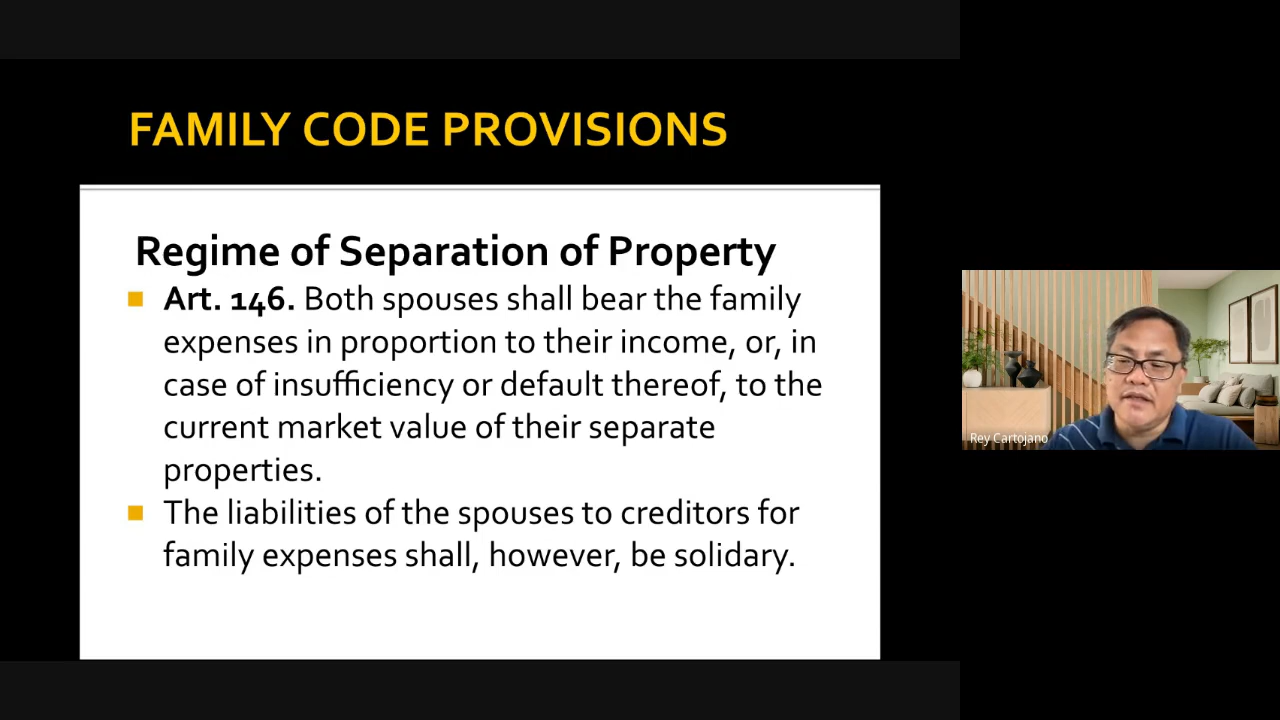 FAMILY CODE PROVISIONS
Regime of Separation of Property
Art. 146. Both spouses shall bear the family
expenses in proportion to their income, or, in
case of insufficiency or default thereof, to the
current market value of their separate
properties.
The liabilities of the spouses to creditors for
family expenses shall, however, be solidary.
Rey Cartojano